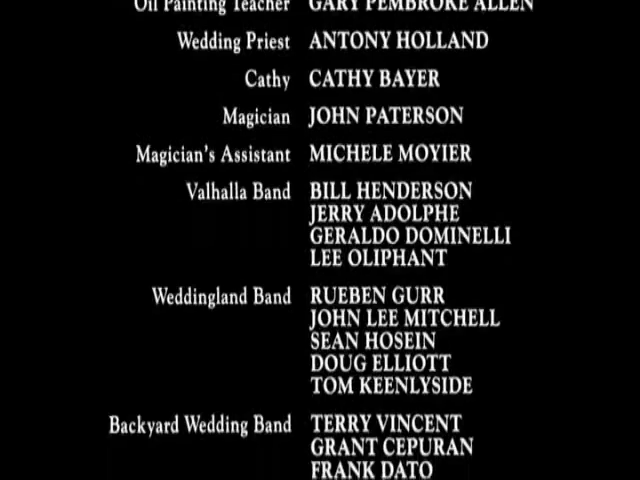 Oil Painting Teacher GARY PEMBROKE ALLEN
Wedding Priest ANTONY HOLLAND
Cathy CATHY BAYER
Magician JOHN PATERSON
Magician's Assistant MICHELE MOYIER
Valhalla Band BILL HENDERSON
JERRY ADOLPHE
GERALDO DOMINELLI
LEE OLIPHANT
Weddingland Band RUEBEN GURR
JOHN LEE MITCHELL
SEAN HOSEIN
DOUG ELLIOTT
TOM KEENLYSIDE
Backyard Wedding Band TERRY VINCENT
GRANT CEPURAN
FRANK DATO